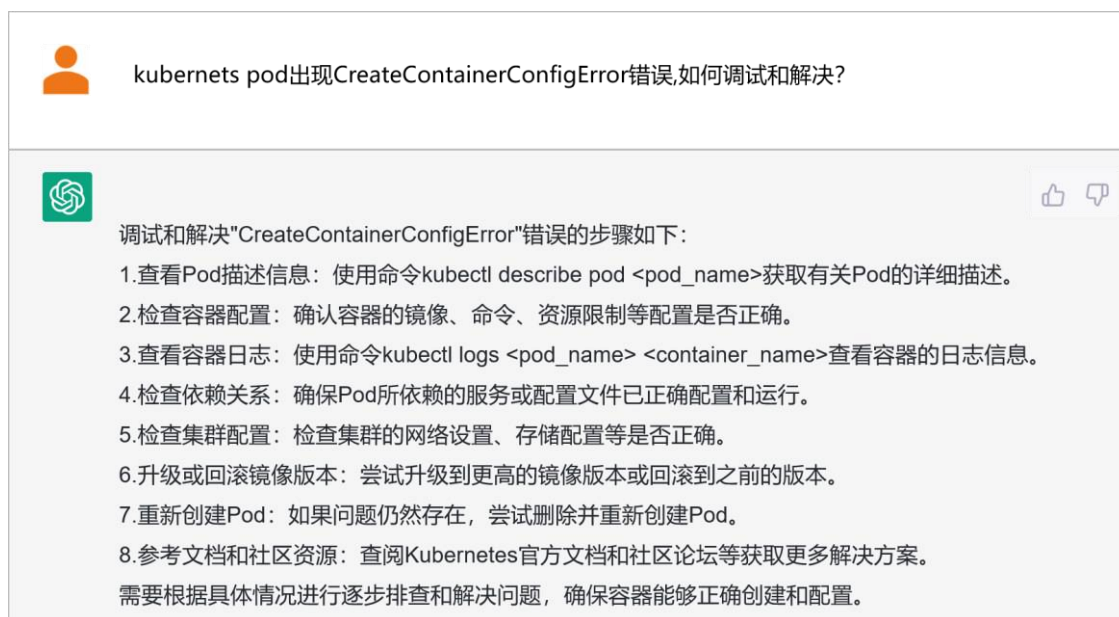 kubernets pod出现CreateContainerConfigError错误,如何调试和解决?
调试和解决"CreateContainerConfigError"错误的步骤如下：
1.查看Pod描述信息：使用命令kubectl describe pod <pod_name>获取有关Pod的详细描述。
2.检查容器配置：确认容器的镜像、命令、资源限制等配置是否正确。
3.查看容器日志：使用命令kubectl logs <pod_name> <container_name>查看容器的日志信息。
4.检查依赖关系：确保Pod所依赖的服务或配置文件已正确配置和运行。
5.检查集群配置：检查集群的网络设置、存储配置等是否正确。
6.升级或回滚镜像版本：尝试升级到更高的镜像版本或回滚到之前的版本。
7.重新创建Pod：如果问题仍然存在，尝试删除并重新创建Pod。
8.参考文档和社区资源：查阅Kubernetes官方文档和社区论坛等获取更多解决方案。
需要根据具体情况进行逐步排查和解决问题，确保容器能够正确创建和配置。